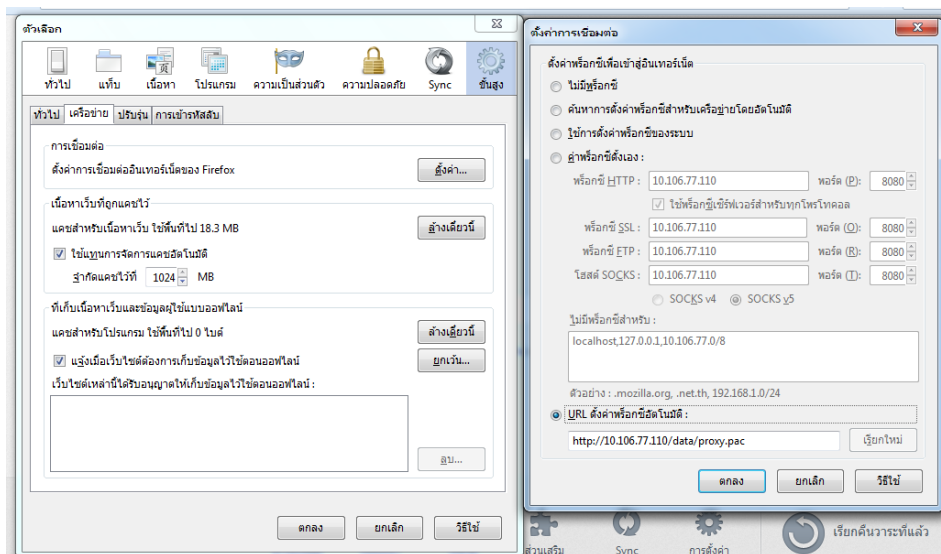 ตัวเลือก
ทั่วไป แท็บ เนื้อหา โปรแกรม ความเป็นส่วนตัว ความปลอดภัย Sync ขั้นสูง
ทั่วไป เครือข่าย ปรับรุ่น การเข้ารหัสลับ
การเชื่อมต่อ
ตั้งค่าการเชื่อมต่ออินเทอร์เน็ตของ Firefox ตั้งค่า...
เนื้อหาเว็บที่ถูกแคชไว้
แคชสำหรับเนื้อหาเว็บ ใช้พื้นที่ไป 18.3 MB ล้างเดี๋ยวนี้
ใช้แทนการจัดการแคชอัตโนมัติ
จำกัดแคชไว้ที่ 1024 MB
ที่เก็บเนื้อหาเว็บและข้อมูลผู้ใช้แบบออฟไลน์
แคชสำหรับโปรแกรม ใช้พื้นที่ไป 0 ไบต์ ล้างเดี๋ยวนี้
แจ้งเมื่อเว็บไซต์ต้องการเก็บข้อมูลไว้ใช้ตอนออฟไลน์ ยกเว้น...
เว็บไซต์เหล่านี้ได้รับอนุญาตให้เก็บข้อมูลไว้ใช้ตอนออฟไลน์ :
ลบ...
ตกลง ยกเลิก วิธีใช้
ตั้งค่าการเชื่อมต่อ
ตั้งค่าพร็อกซีเพื่อเข้าสู่อินเทอร์เน็ต
ไม่มีพร็อกซี
ค้นหาการตั้งค่าพร็อกซีสำหรับเครือข่ายโดยอัตโนมัติ
ใช้การตั้งค่าพร็อกซีของระบบ
ค่าพร็อกซีตั้งเอง :
พร็อกซี HTTP : 10.106.77.110 พอร์ต (P): 8080
ใช้พร็อกซีเซิร์ฟเวอร์สำหรับทุกโพรโทคอล
พร็อกซี SSL : 10.106.77.110 พอร์ต (O): 8080
พร็อกซี FTP : 10.106.77.110 พอร์ต (R): 8080
โฮสต์ SOCKS : 10.106.77.110 พอร์ต (T): 8080
SOCKS v4 SOCKS v5
ไม่มีพร็อกซีสำหรับ :
localhost,127.0.0.1,10.106.77.0/8
ตัวอย่าง : .mozilla.org, .net.th, 192.168.1.0/24
URL ตั้งค่าพร็อกซีอัตโนมัติ :
http://10.106.77.110/data/proxy.pac เรียกใหม่
ตกลง ยกเลิก วิธีใช้
ส่วนเสริม Sync การตั้งค่า เรียกคืนวาระที่แล้ว